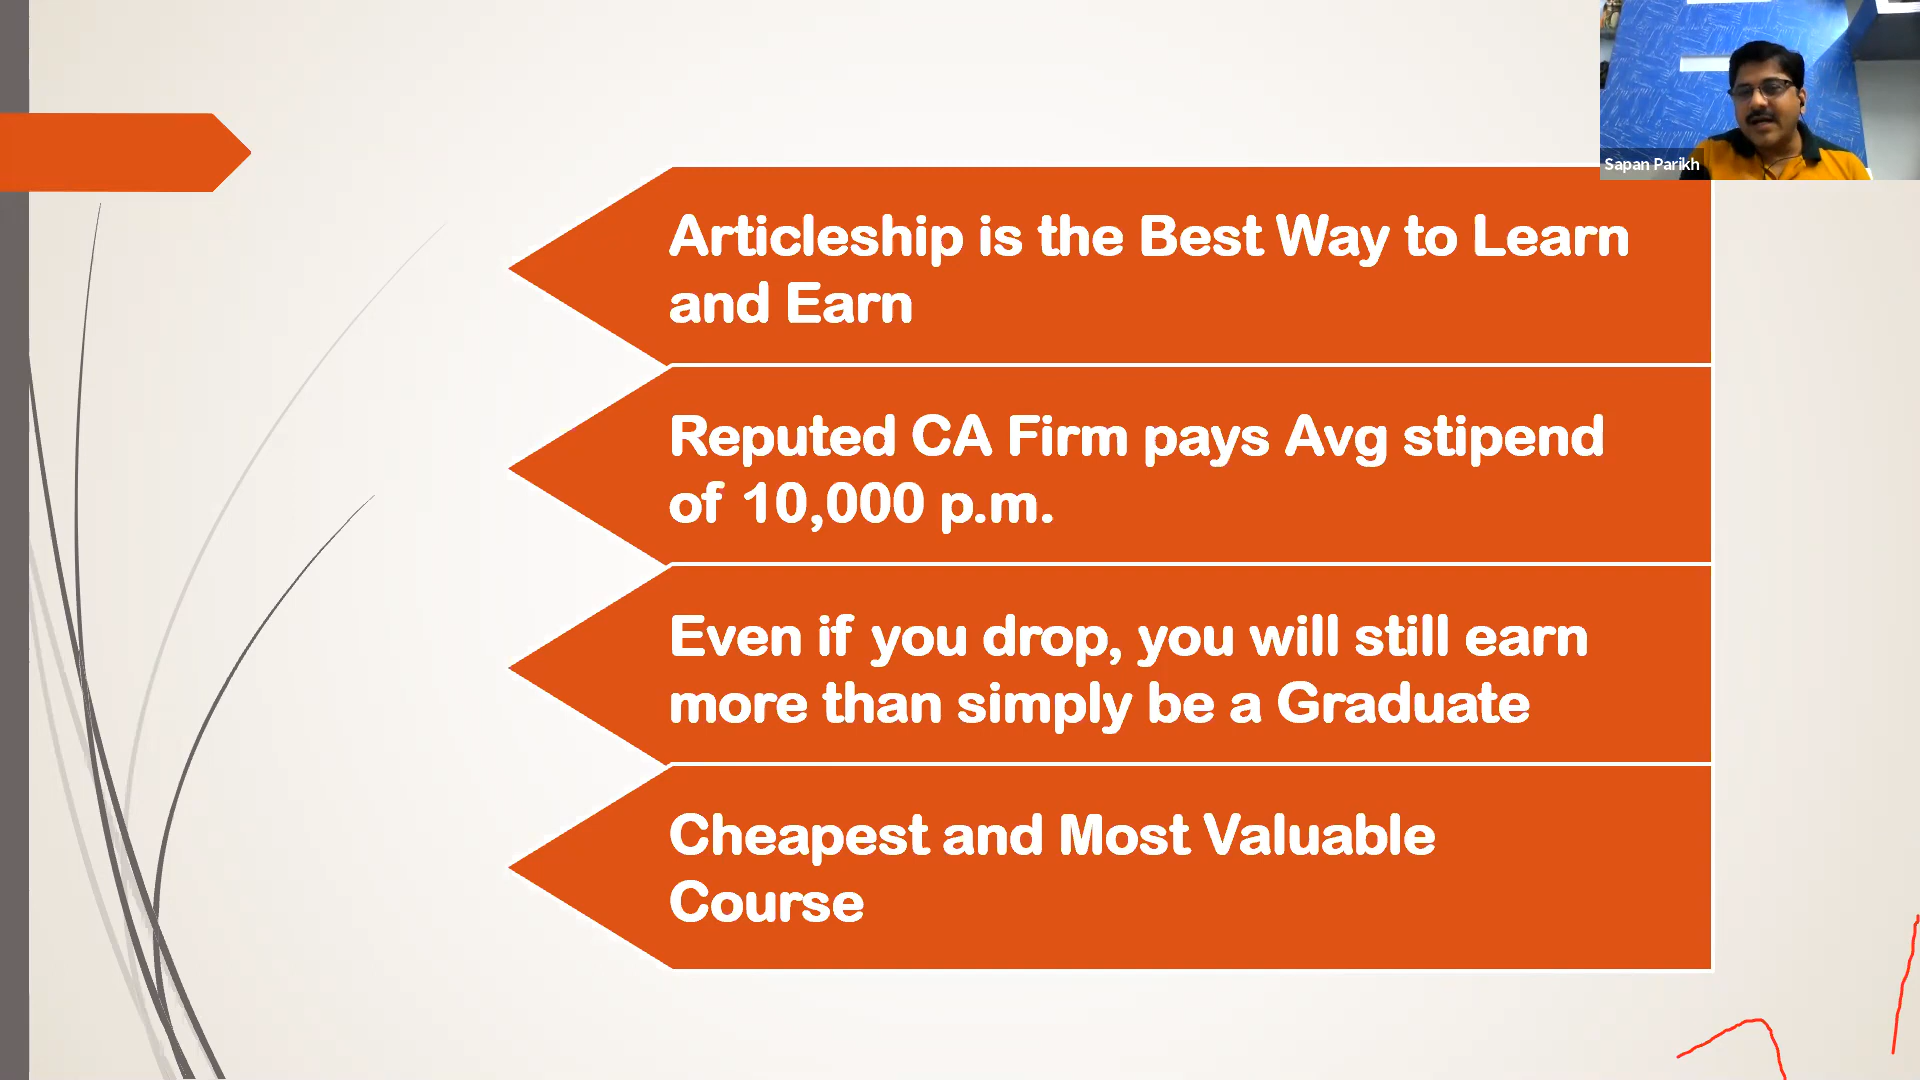 Sapan Parikh
Articleship is the Best Way to Learn
and Earn
Reputed CA Firm pays Avg stipend
of 10,000 p.m.
Even if you drop, you will still earn
more than simply be a Graduate
Cheapest and Most Valuable
Course